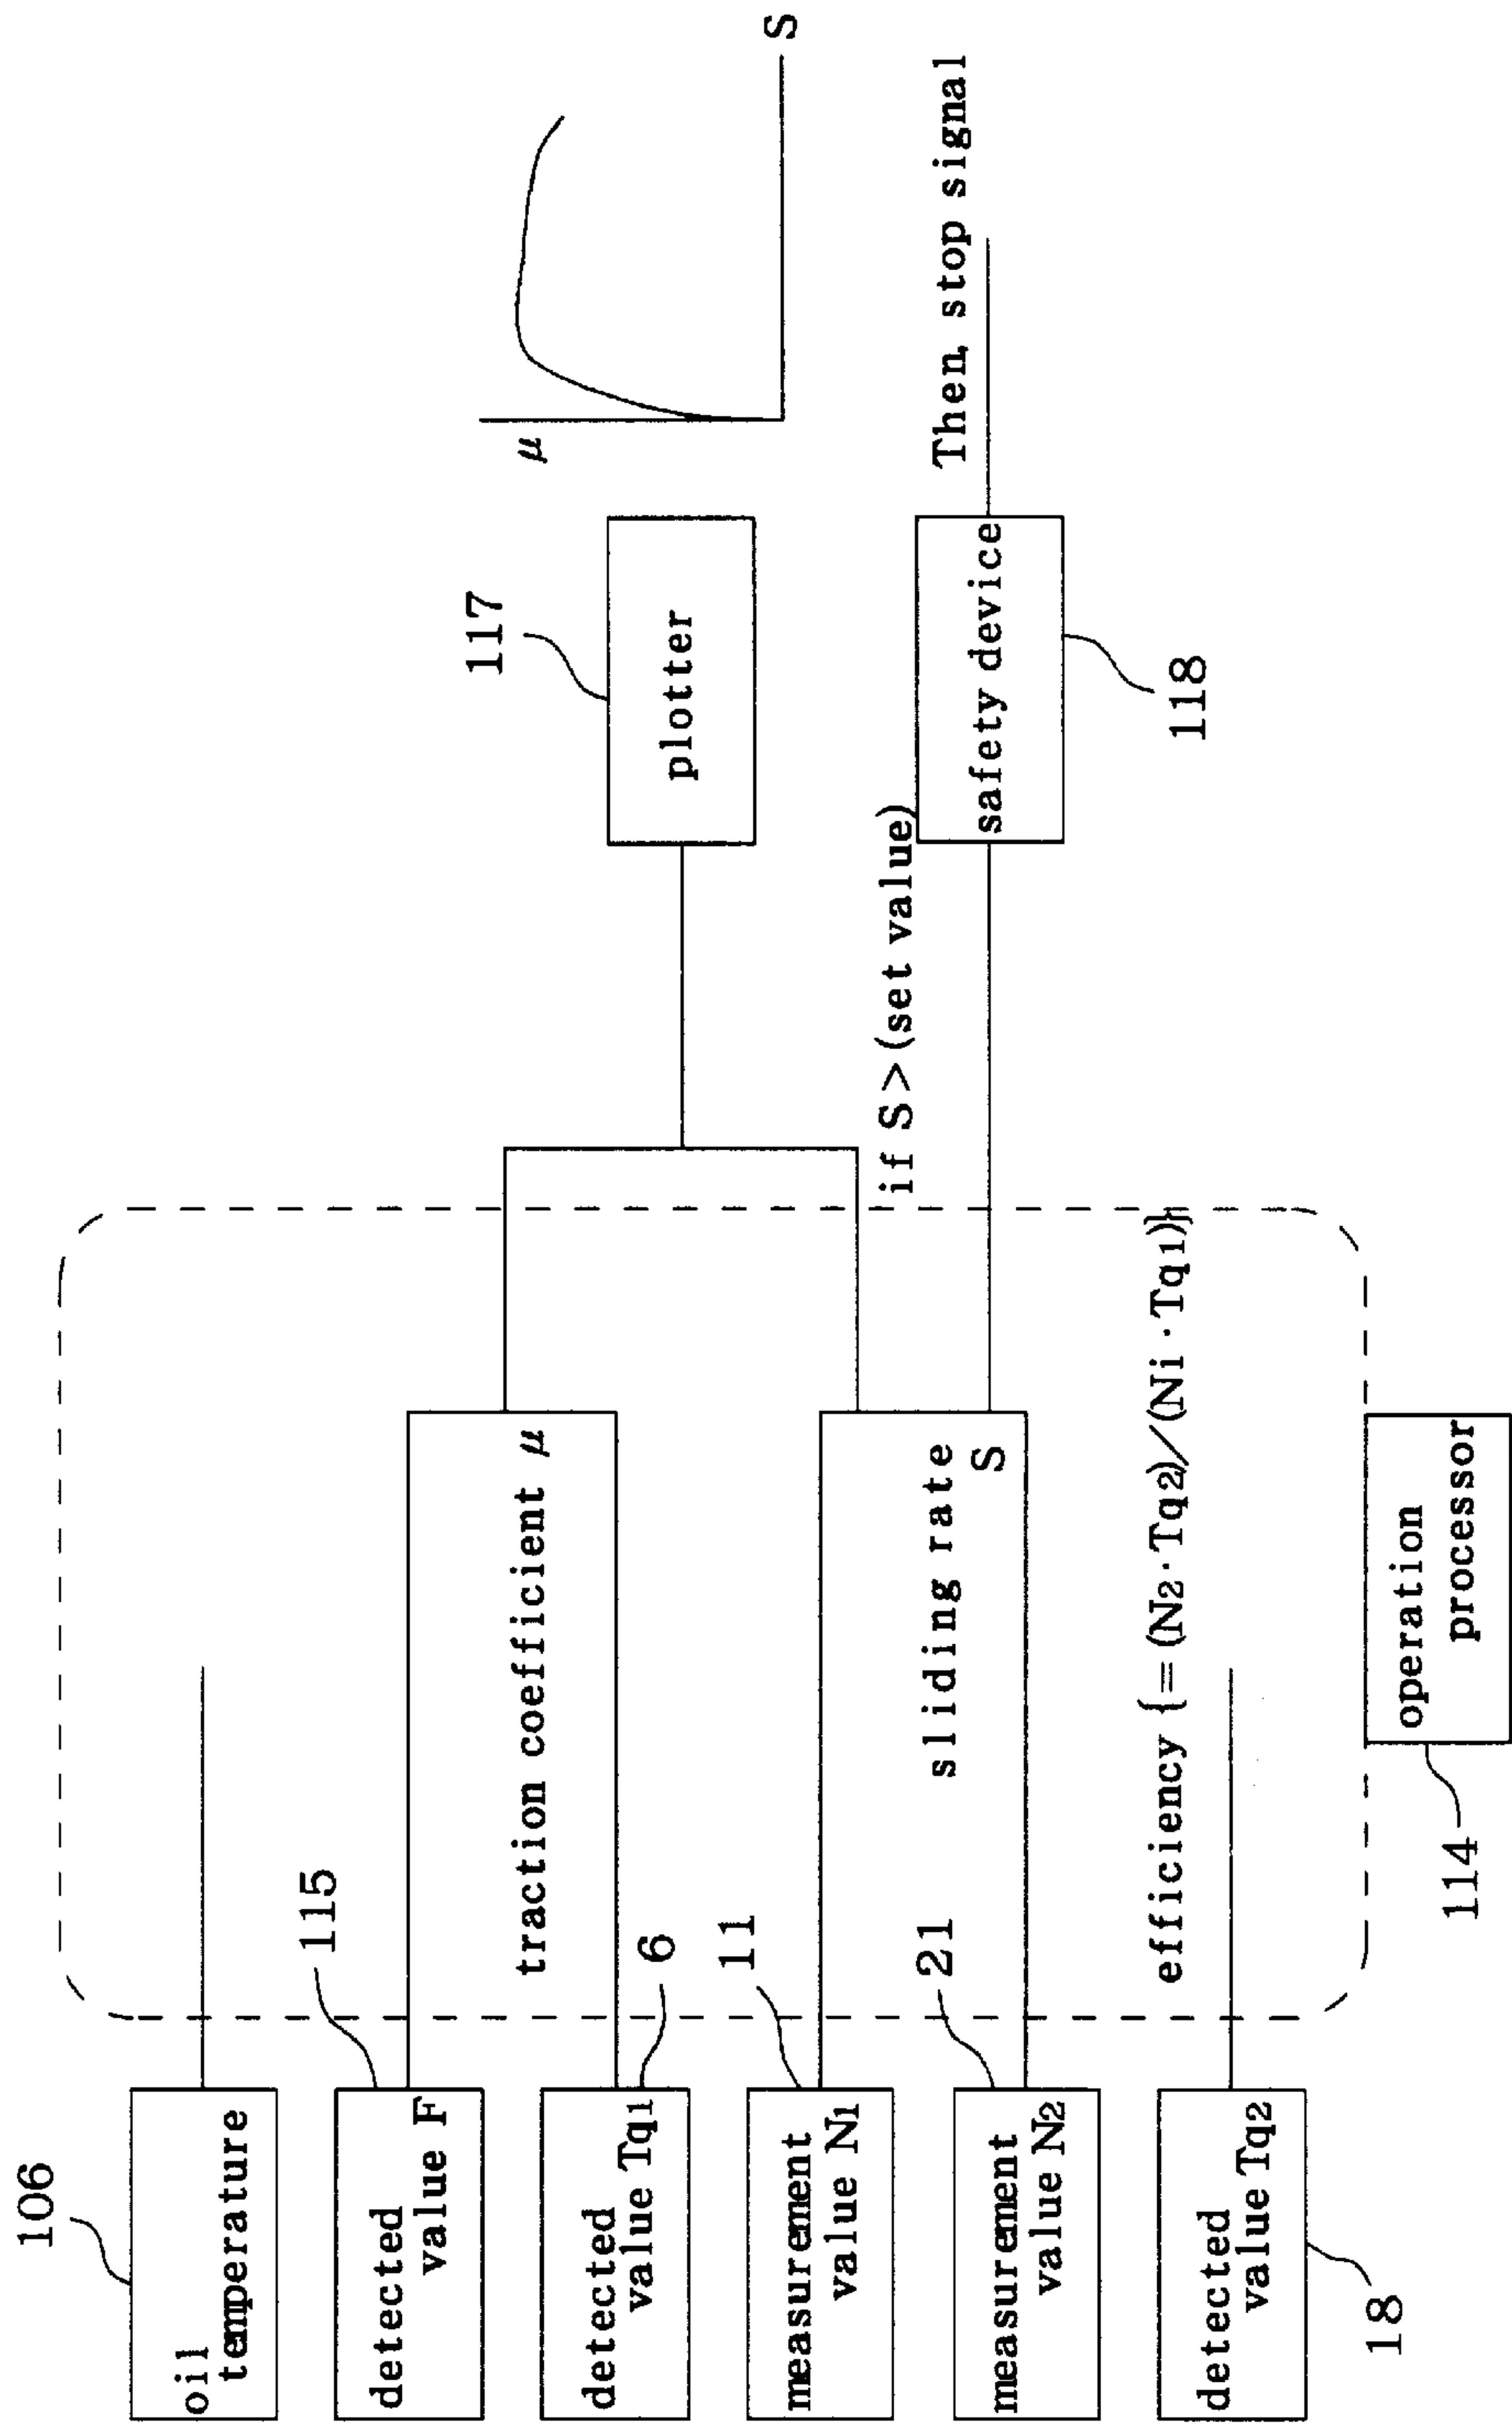 106
oil
temperature
115
detected
value F
traction coefficient μ
detected
value Tq1
6
measurement
value N1
11
sliding rate
S
measurement
value N2
21
efficiency {=(N2·Tq2)/(Ni·Tq1)}
detected
value Tq2
18
operation
processor
114
117
plotter
μ
S
if S>(set value)
safety device
118
Then, stop signal